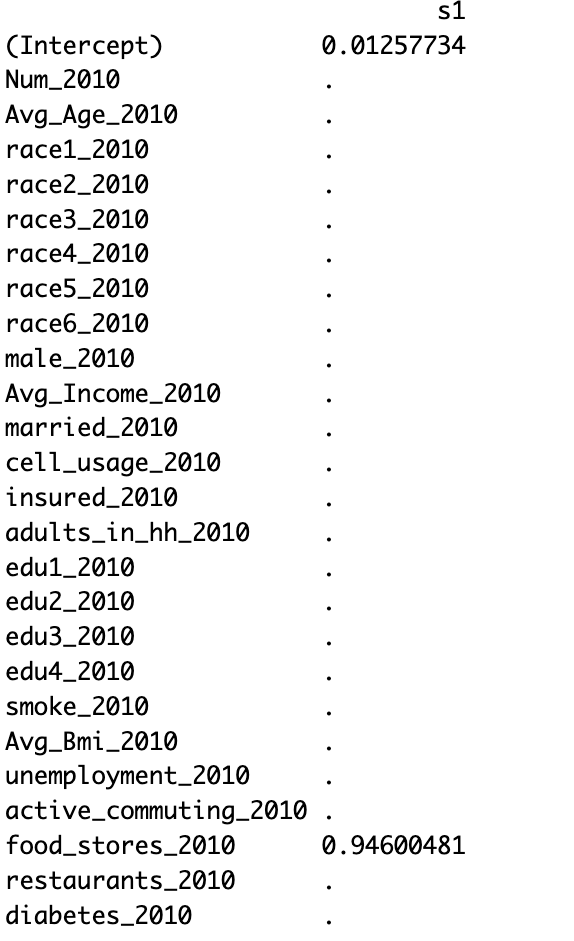 s1
(Intercept) 0.01257734
Num_2010 .
Avg_Age_2010 .
race1_2010 .
race2_2010 .
race3_2010 .
race4_2010 .
race5_2010 .
race6_2010 .
male_2010 .
Avg_Income_2010 .
married_2010 .
cell_usage_2010 .
insured_2010 .
adults_in_hh_2010 .
edu1_2010 .
edu2_2010 .
edu3_2010 .
edu4_2010 .
smoke_2010 .
Avg_Bmi_2010 .
unemployment_2010 .
active_commuting_2010 .
food_stores_2010 0.94600481
restaurants_2010 .
diabetes_2010 .